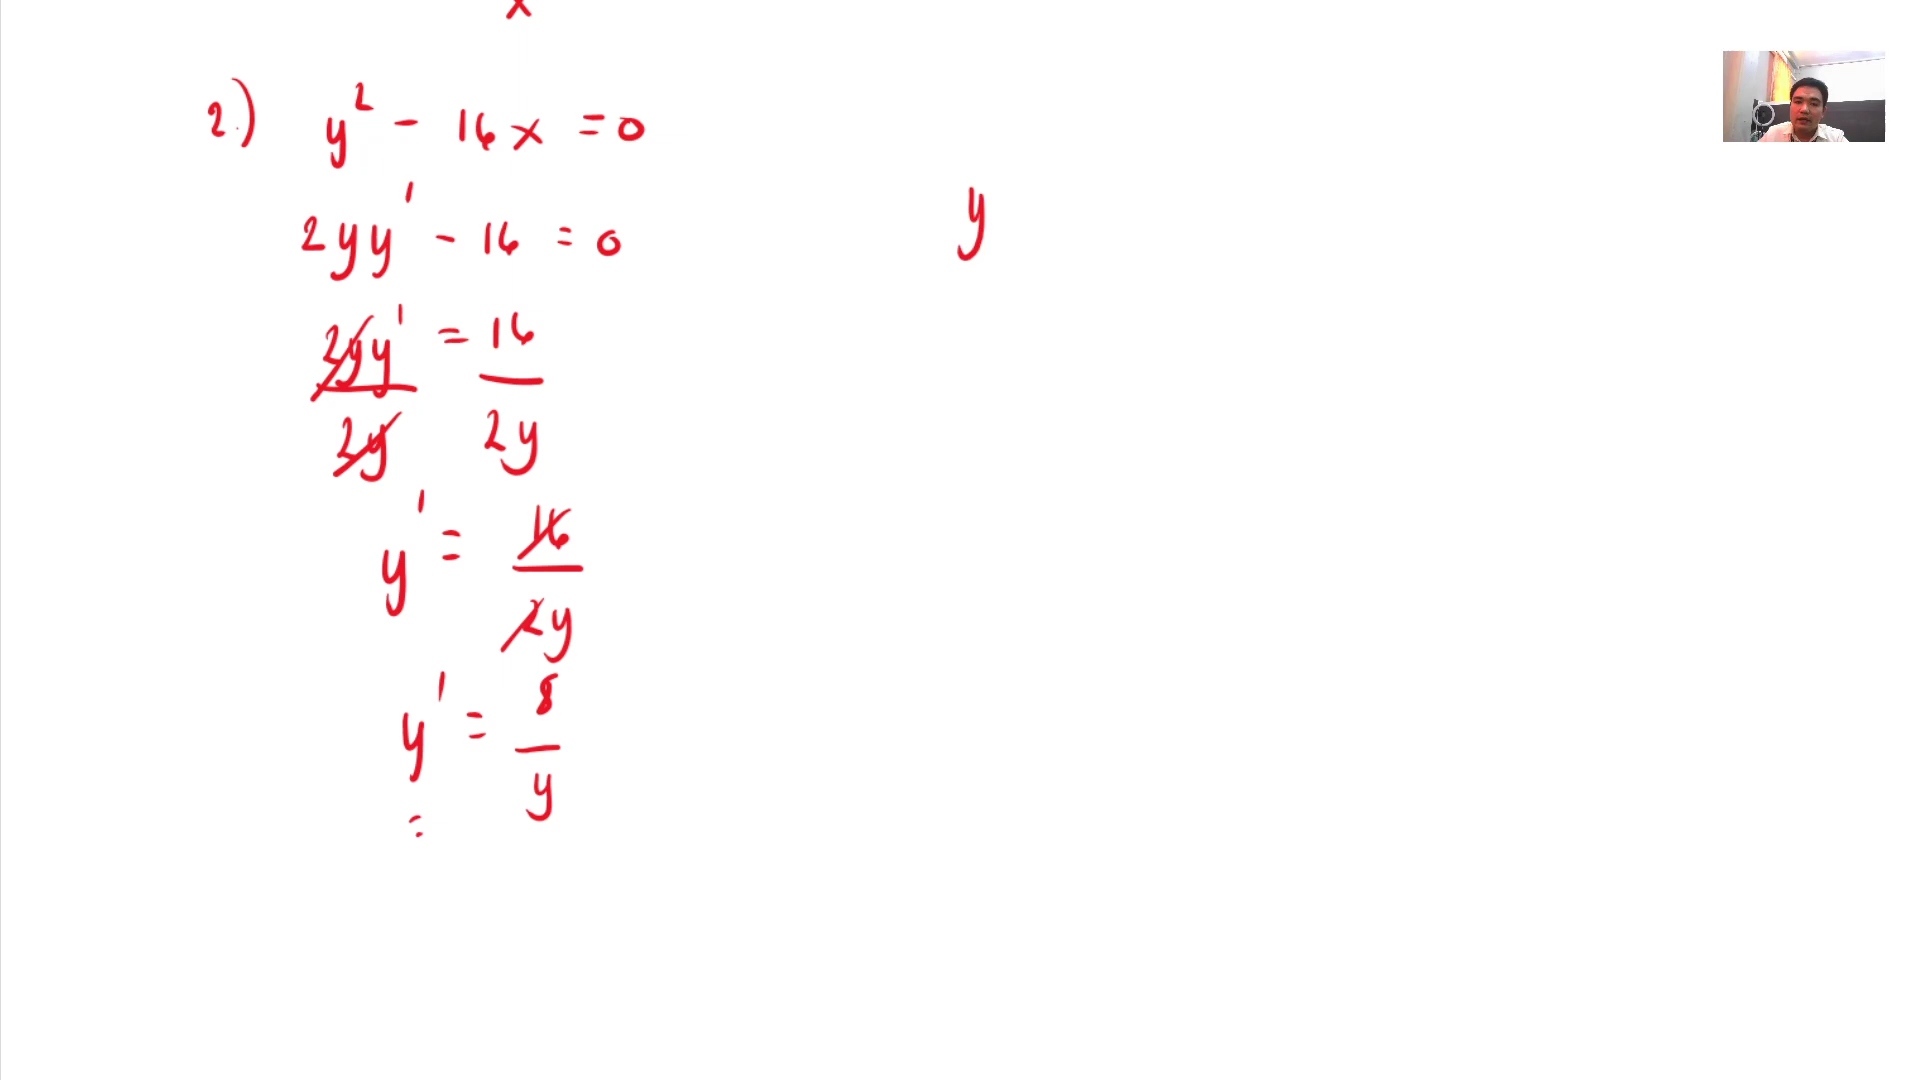 x
2.) y² - 16x = 0
2yy' - 16 = 0
2yy'/2y = 16/2y
y' = 16/2y
y' = 8/y
=
y